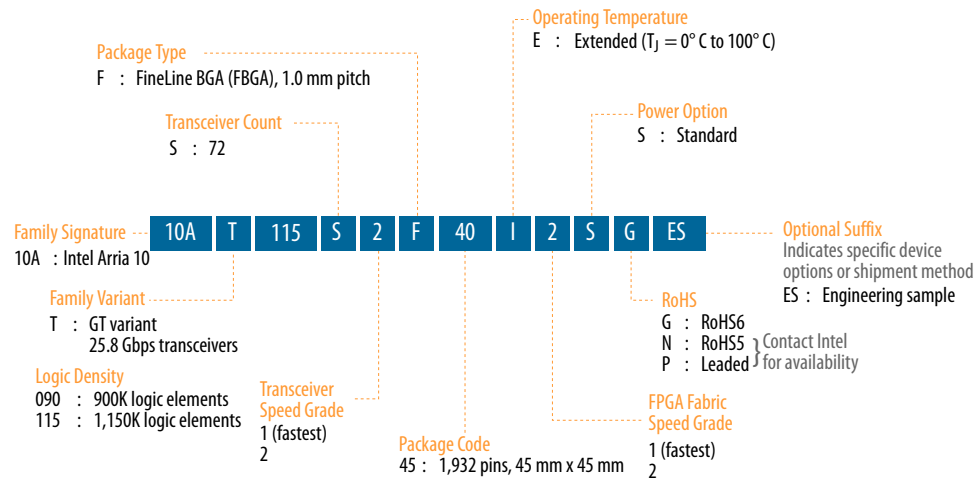 Operating Temperature
E : Extended (TJ = 0° C to 100° C)
Package Type
F : FineLine BGA (FBGA), 1.0 mm pitch
Power Option
S : Standard
Transceiver Count
S : 72
Family Signature
10A : Intel Arria 10
10A T 115 S 2 F 40 I 2 S G ES
Optional Suffix
Indicates specific device
options or shipment method
ES : Engineering sample
Family Variant
T : GT variant
25.8 Gbps transceivers
RoHS
G : RoHS6
N : RoHS5
P : Leaded
} Contact Intel
for availability
Logic Density
090 : 900K logic elements
115 : 1,150K logic elements
Transceiver
Speed Grade
1 (fastest)
2
Package Code
45 : 1,932 pins, 45 mm x 45 mm
FPGA Fabric
Speed Grade
1 (fastest)
2